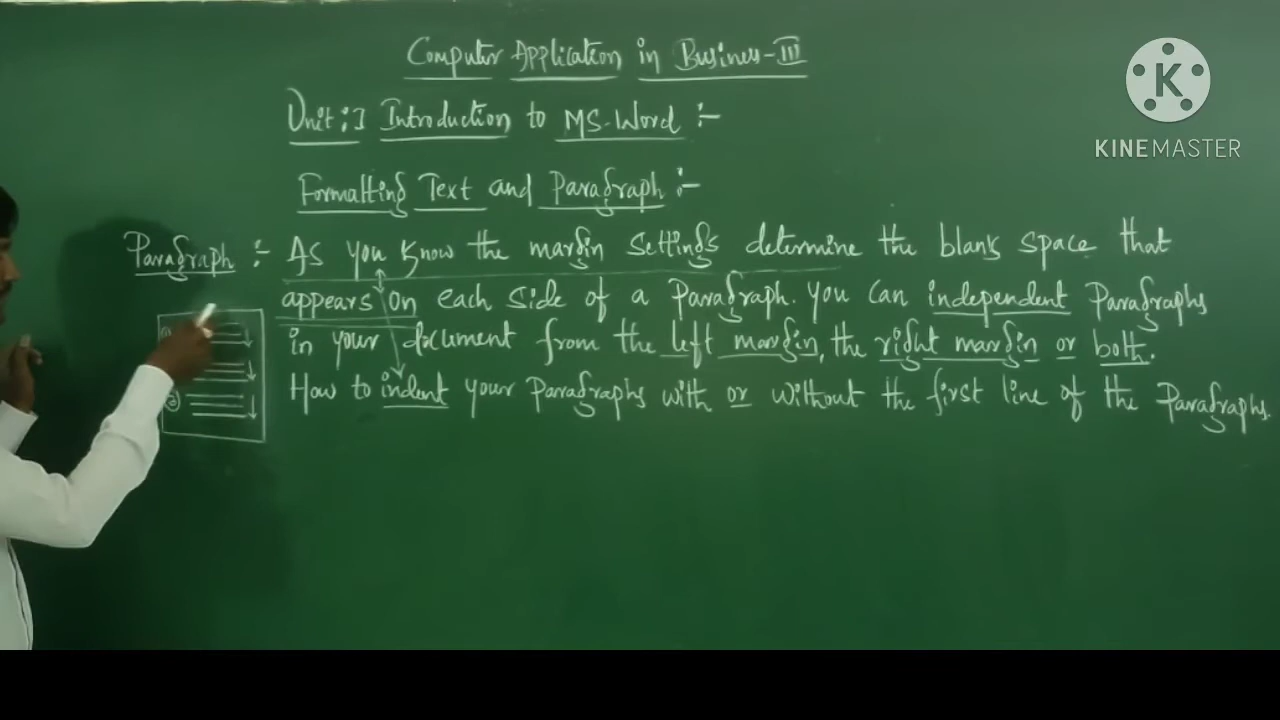 Computer Application in Business-III
Unit:I Introduction to MS-Word :-
Formatting Text and Paragraph :-
Paragraph :- As you know the margin settings determine the blank space that
appears on each side of a paragraph. You can independent Paragraphs
in your document from the left margin, the right margin or both.
How to indent your Paragraphs with or without the first line of the Paragraphs.
K
KINEMASTER